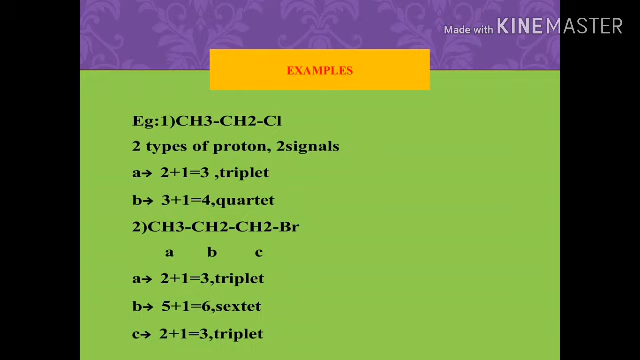 Made with KINEMASTER
EXAMPLES
Eg:1)CH3-CH2-Cl
2 types of proton, 2signals
a→ 2+1=3 ,triplet
b→ 3+1=4,quartet
2)CH3-CH2-CH2-Br
a b c
a→ 2+1=3,triplet
b→ 5+1=6,sextet
c→ 2+1=3,triplet